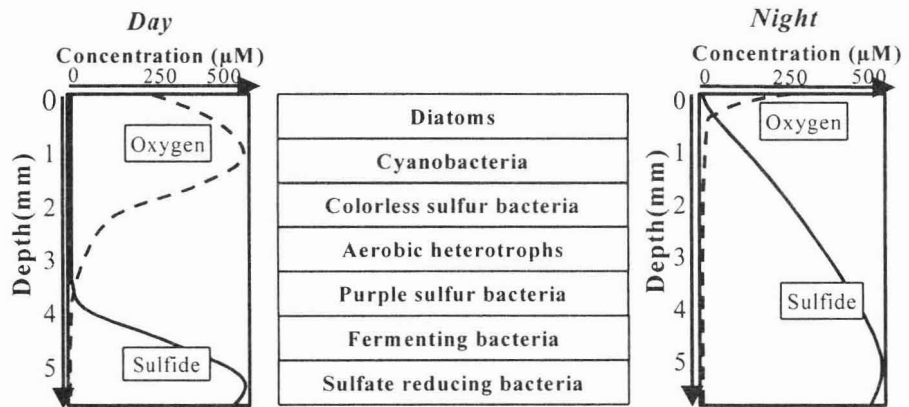 Day
Concentration (µM)
0 250 500
Depth(mm)
0
1
2
3
4
5
Oxygen
Sulfide
Diatoms
Cyanobacteria
Colorless sulfur bacteria
Aerobic heterotrophs
Purple sulfur bacteria
Fermenting bacteria
Sulfate reducing bacteria
Night
Concentration (µM)
0 250 500
Depth(mm)
0
1
2
3
4
5
Oxygen
Sulfide